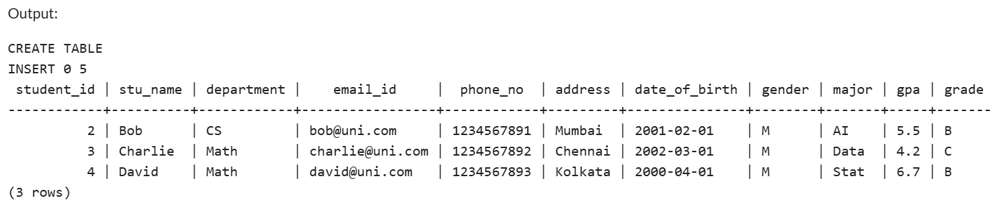 Output:
CREATE TABLE
INSERT 0 5
 student_id | stu_name | department |    email_id     |  phone_no  | address | date_of_birth | gender | major | gpa | grade
------------+----------+------------+-----------------+------------+---------+---------------+--------+-------+-----+-------
          2 | Bob      | CS         | bob@uni.com     | 1234567891 | Mumbai  | 2001-02-01    | M      | AI    | 5.5 | B
          3 | Charlie  | Math       | charlie@uni.com | 1234567892 | Chennai | 2002-03-01    | M      | Data  | 4.2 | C
          4 | David    | Math       | david@uni.com   | 1234567893 | Kolkata | 2000-04-01    | M      | Stat  | 6.7 | B
(3 rows)